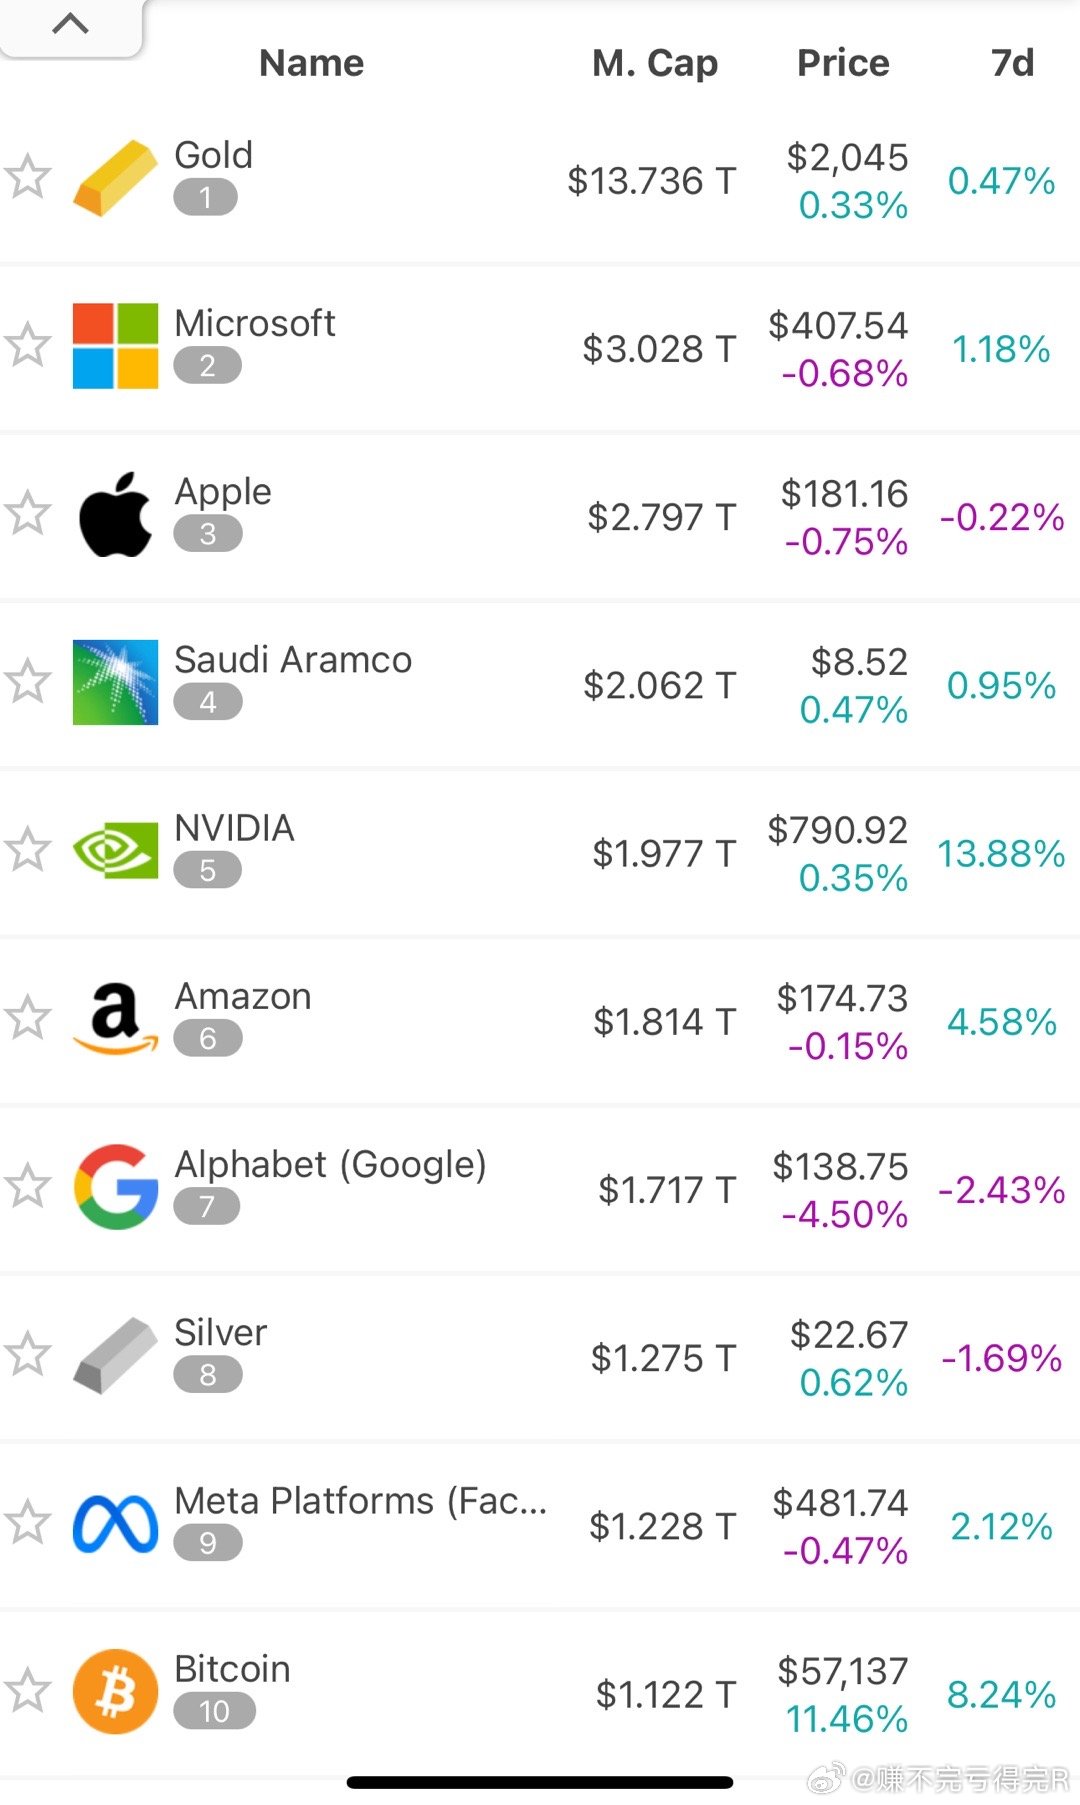 Name M. Cap Price 7d
Gold
1
$13.736 T
$2,045
0.33%
0.47%
Microsoft
2
$3.028 T
$407.54
-0.68%
1.18%
Apple
3
$2.797 T
$181.16
-0.75%
-0.22%
Saudi Aramco
4
$2.062 T
$8.52
0.47%
0.95%
NVIDIA
5
$1.977 T
$790.92
0.35%
13.88%
Amazon
6
$1.814 T
$174.73
-0.15%
4.58%
Alphabet (Google)
7
$1.717 T
$138.75
-4.50%
-2.43%
Silver
8
$1.275 T
$22.67
0.62%
-1.69%
Meta Platforms (Fac...
9
$1.228 T
$481.74
-0.47%
2.12%
Bitcoin
10
$1.122 T
$57,137
11.46%
8.24%
@赚不完亏得完R